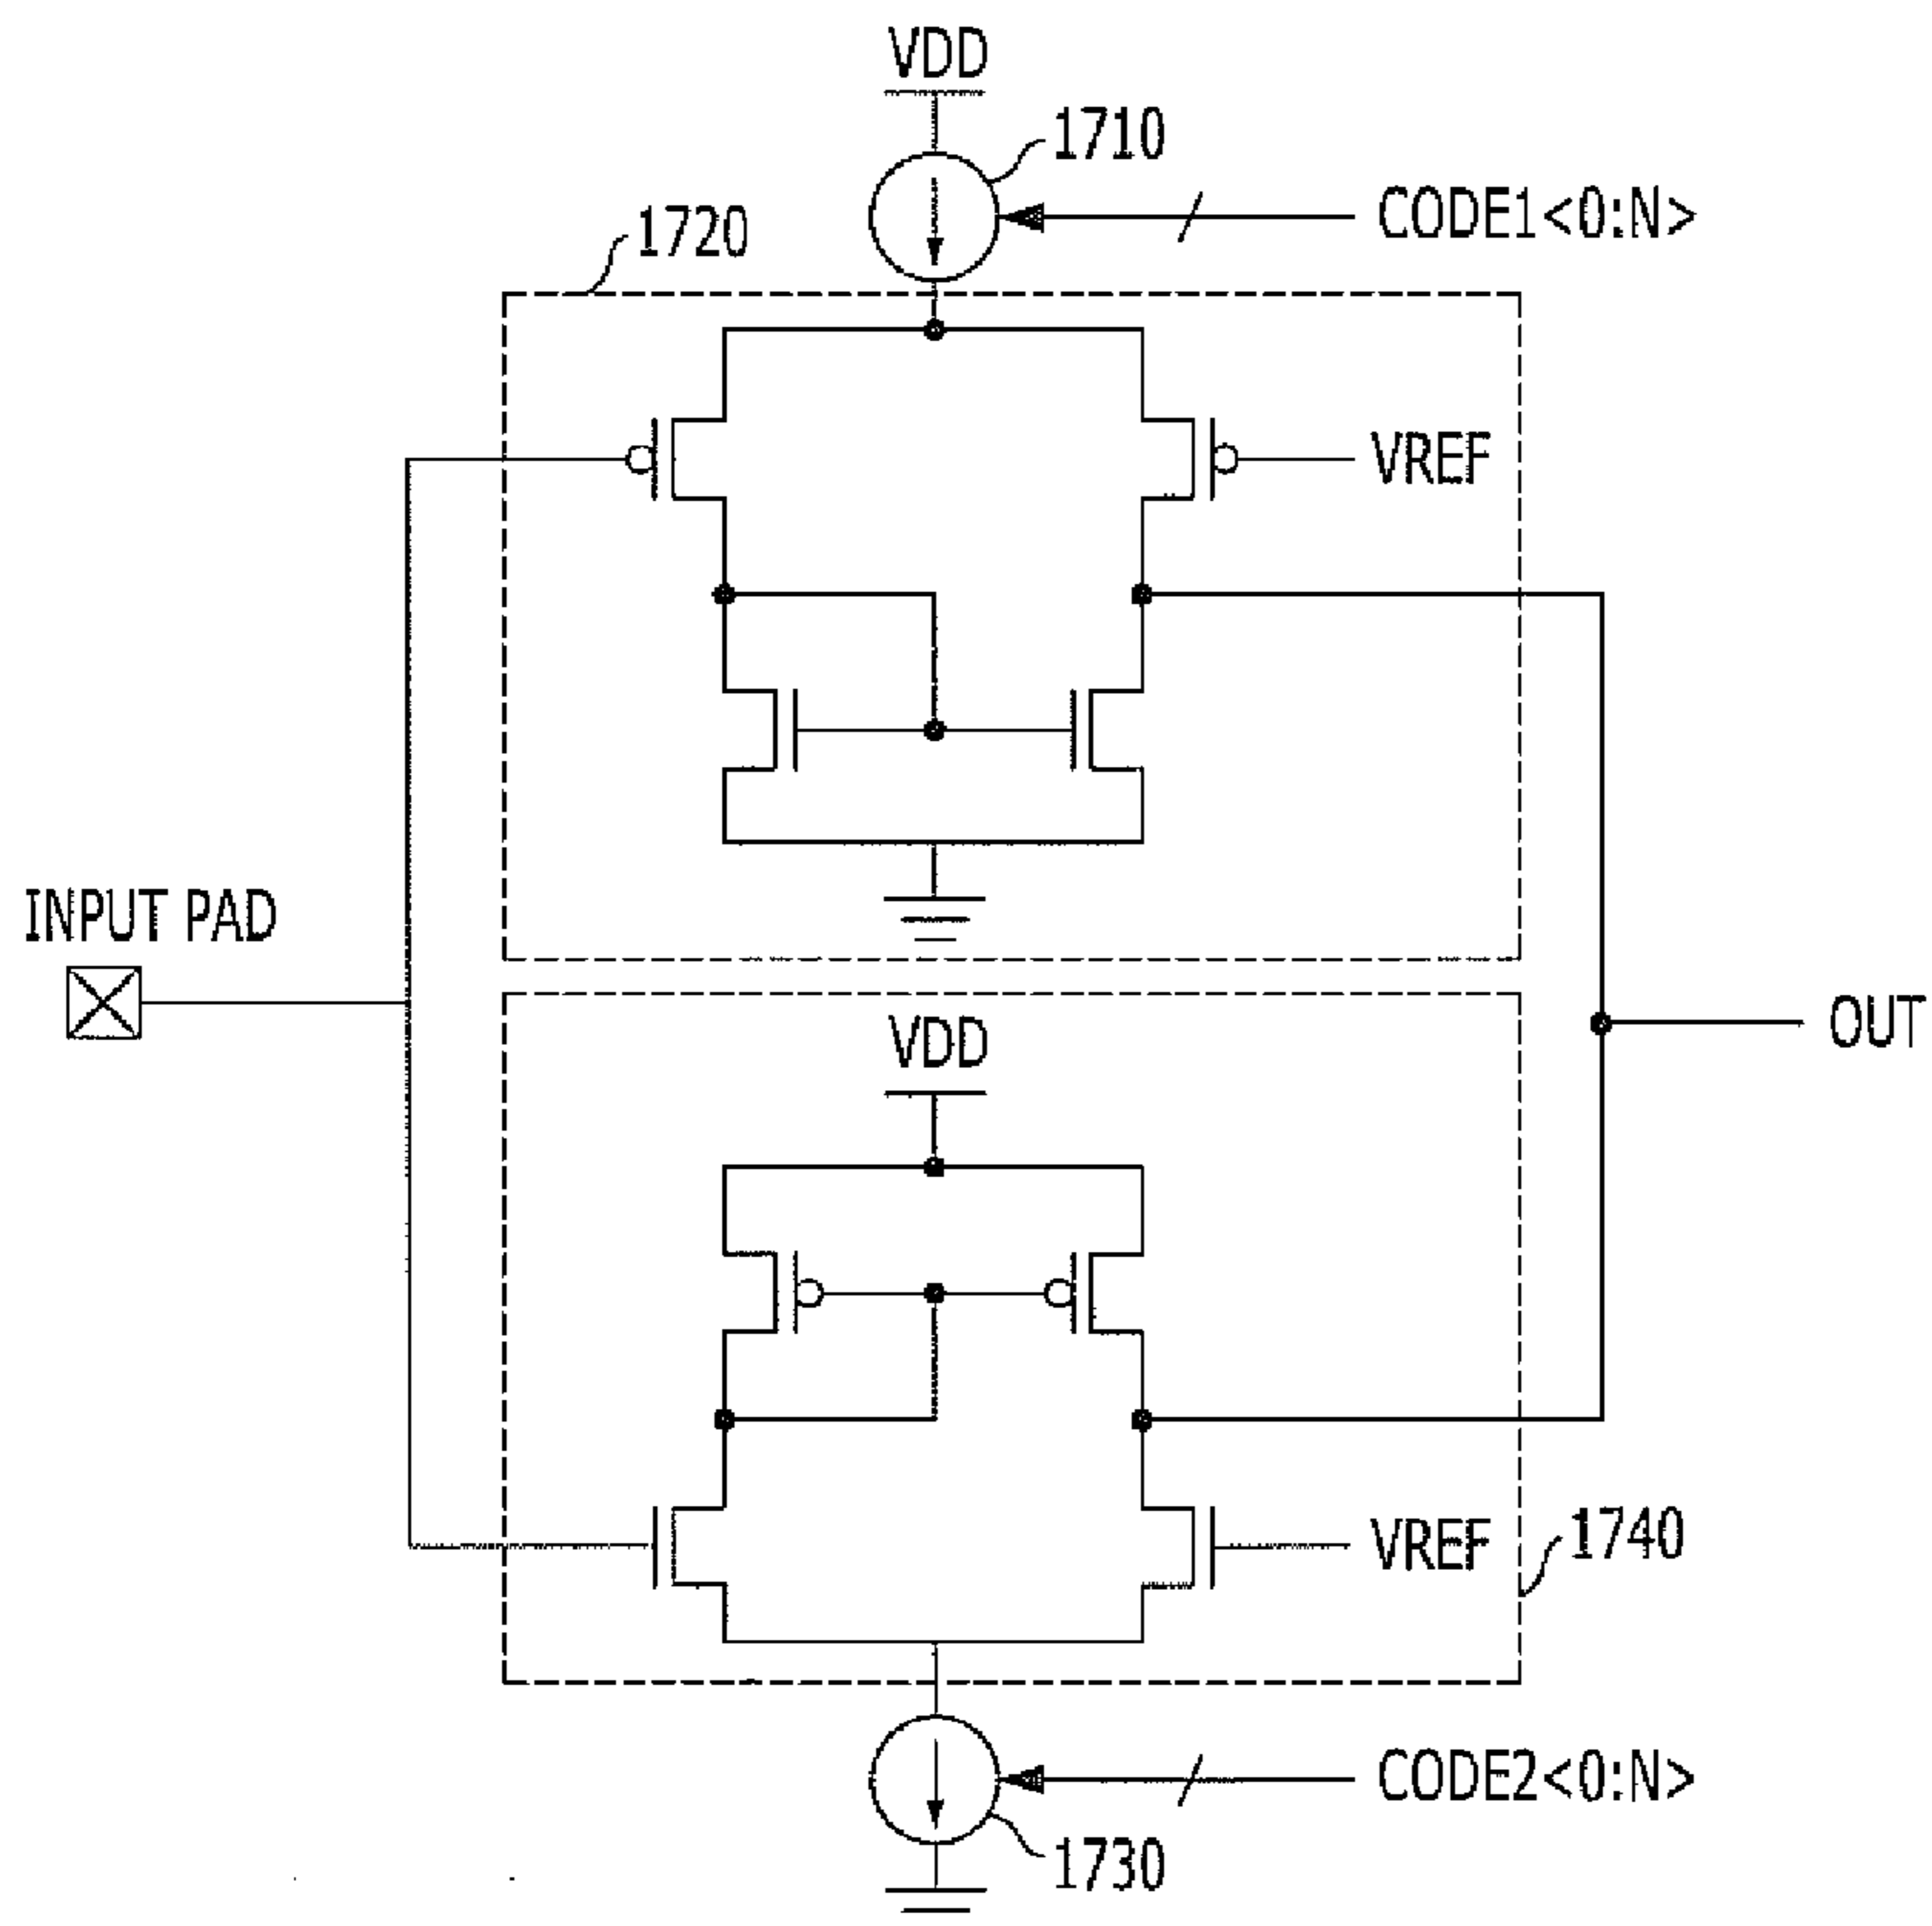 VDD
1710
CODE1<0:N>
1720
VREF
INPUT PAD
VDD
OUT
VREF
1740
CODE2<0:N>
1730